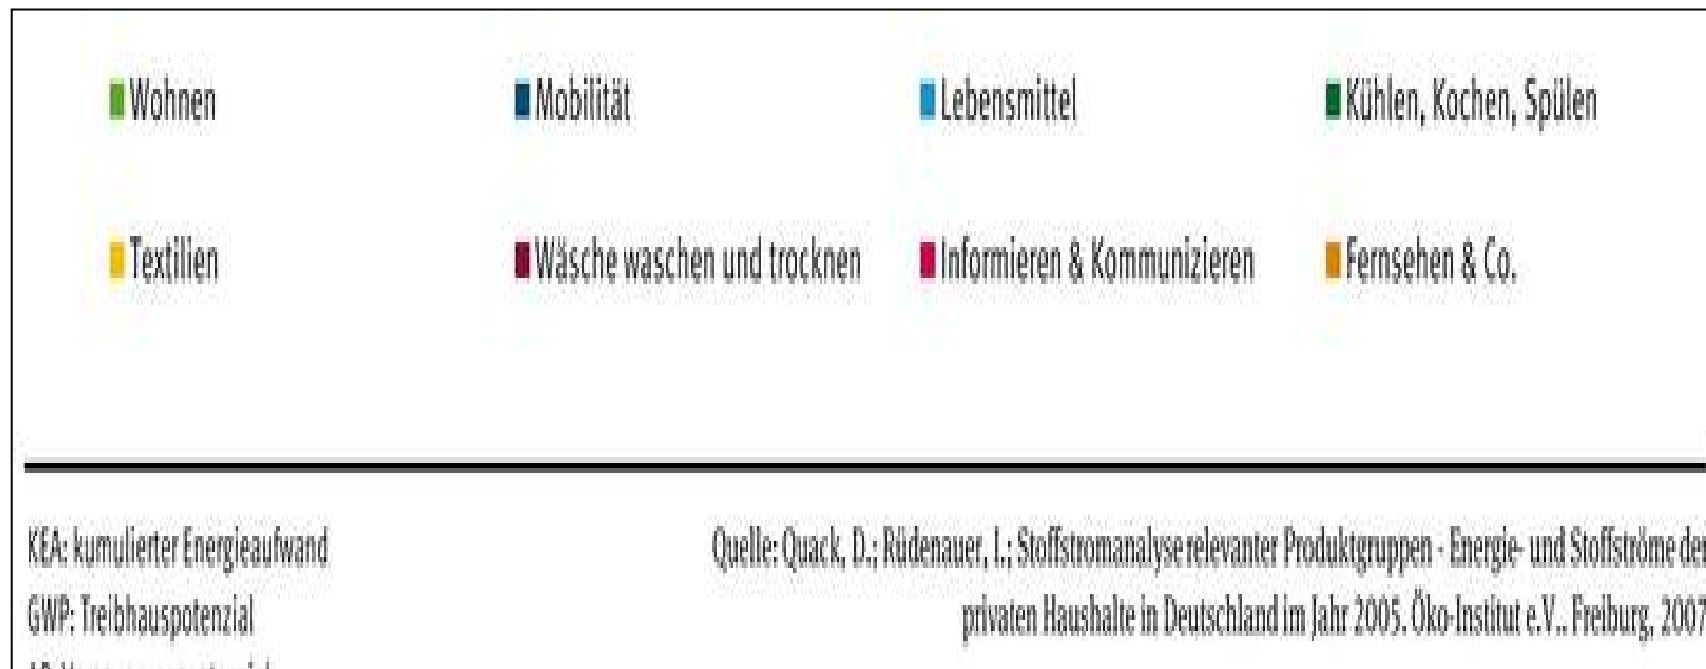 Wohnen Mobilität Lebensmittel Kühlen, Kochen, Spülen
Textilien Wäsche waschen und trocknen Informieren & Kommunizieren Fernsehen & Co.
KEA: kumulierter Energieaufwand Quelle: Quack, D.; Rüdenauer, I.; Stoffstromanalyse relevanter Produktgruppen - Energie- und Stoffströme der
GWP: Treibhauspotenzial privaten Haushalte in Deutschland im Jahr 2005. Öko-Institut e.V.. Freiburg, 2007